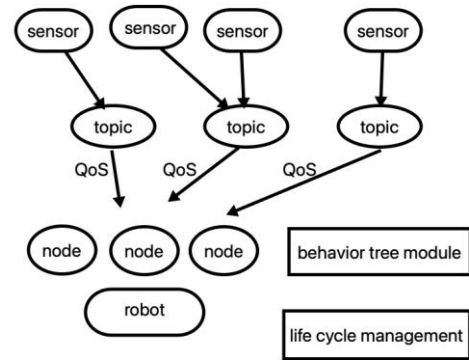 sensor
sensor
sensor
sensor
topic
topic
topic
QoS
QoS
QoS
node
node
node
behavior tree module
robot
life cycle management